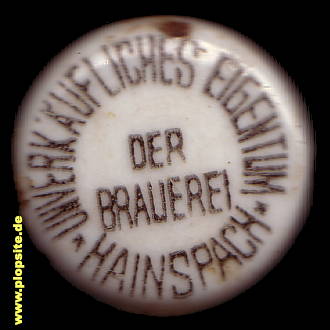 UNVERKÄUFLICHES EIGENTUM
DER
BRAUEREI
* HAINSPACH *
www.plopsite.de